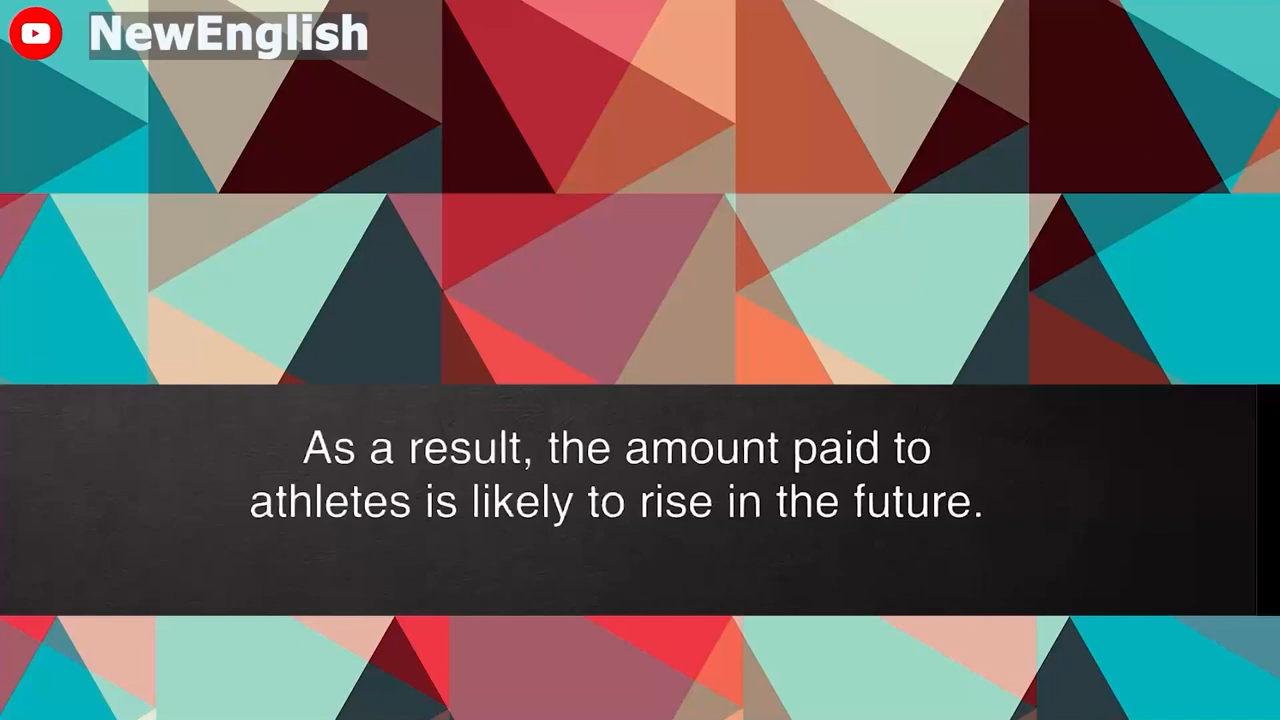 NewEnglish
As a result, the amount paid to
athletes is likely to rise in the future.